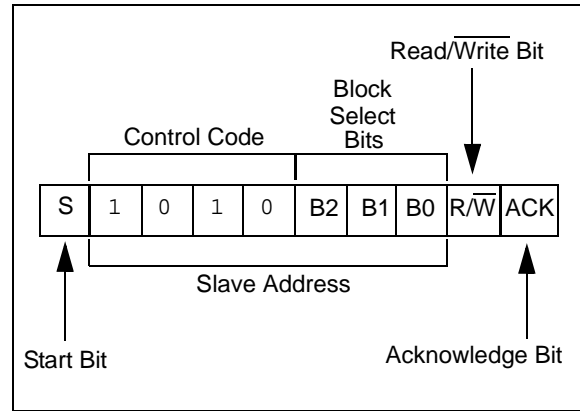 Read/Write Bit
Block
Select
Bits
Control Code
S 1 0 1 0 B2 B1 B0 R/W ACK
Slave Address
Start Bit
Acknowledge Bit